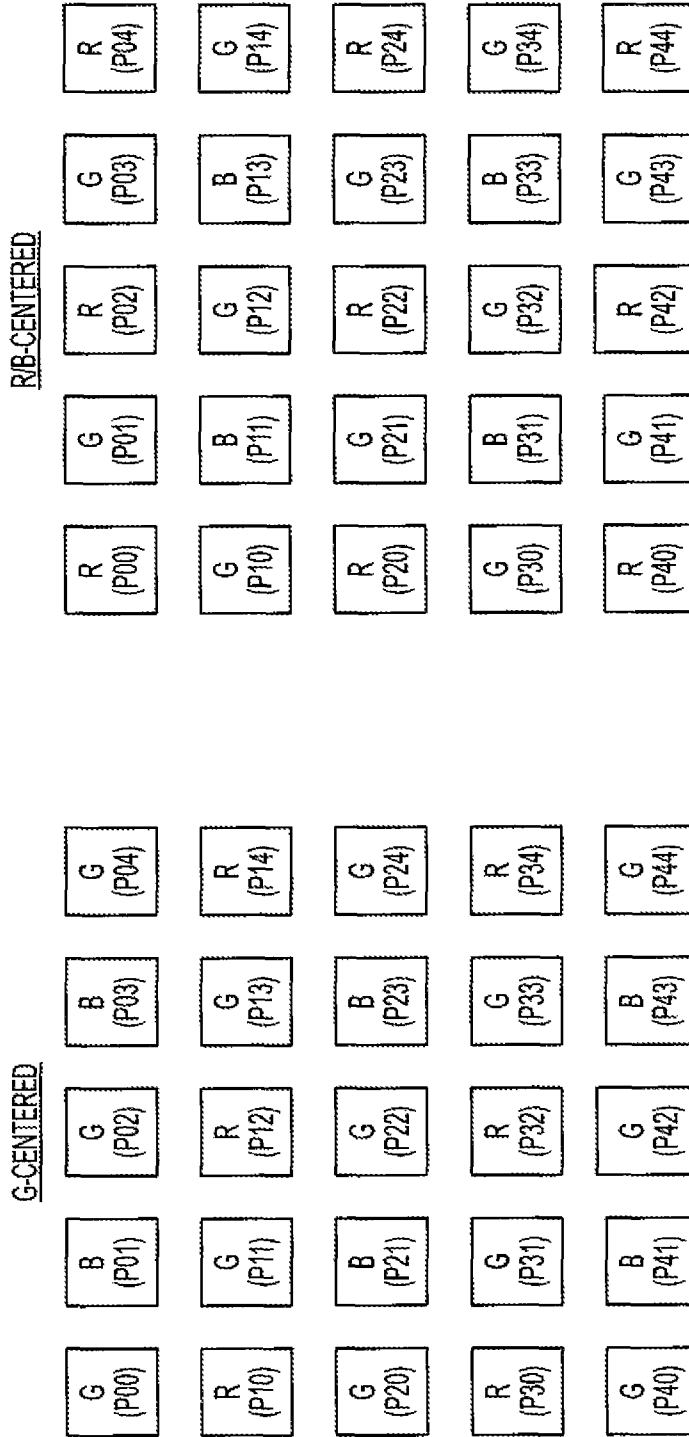 G-CENTERED
G
(P00)
B
(P01)
G
(P02)
B
(P03)
G
(P04)
R
(P10)
G
(P11)
R
(P12)
G
(P13)
R
(P14)
G
(P20)
B
(P21)
G
(P22)
B
(P23)
G
(P24)
R
(P30)
G
(P31)
R
(P32)
G
(P33)
R
(P34)
G
(P40)
B
(P41)
G
(P42)
B
(P43)
G
(P44)
R/B-CENTERED
R
(P00)
G
(P01)
R
(P02)
G
(P03)
R
(P04)
G
(P10)
B
(P11)
G
(P12)
B
(P13)
G
(P14)
R
(P20)
G
(P21)
R
(P22)
G
(P23)
R
(P24)
G
(P30)
B
(P31)
G
(P32)
B
(P33)
G
(P34)
R
(P40)
G
(P41)
R
(P42)
G
(P43)
R
(P44)